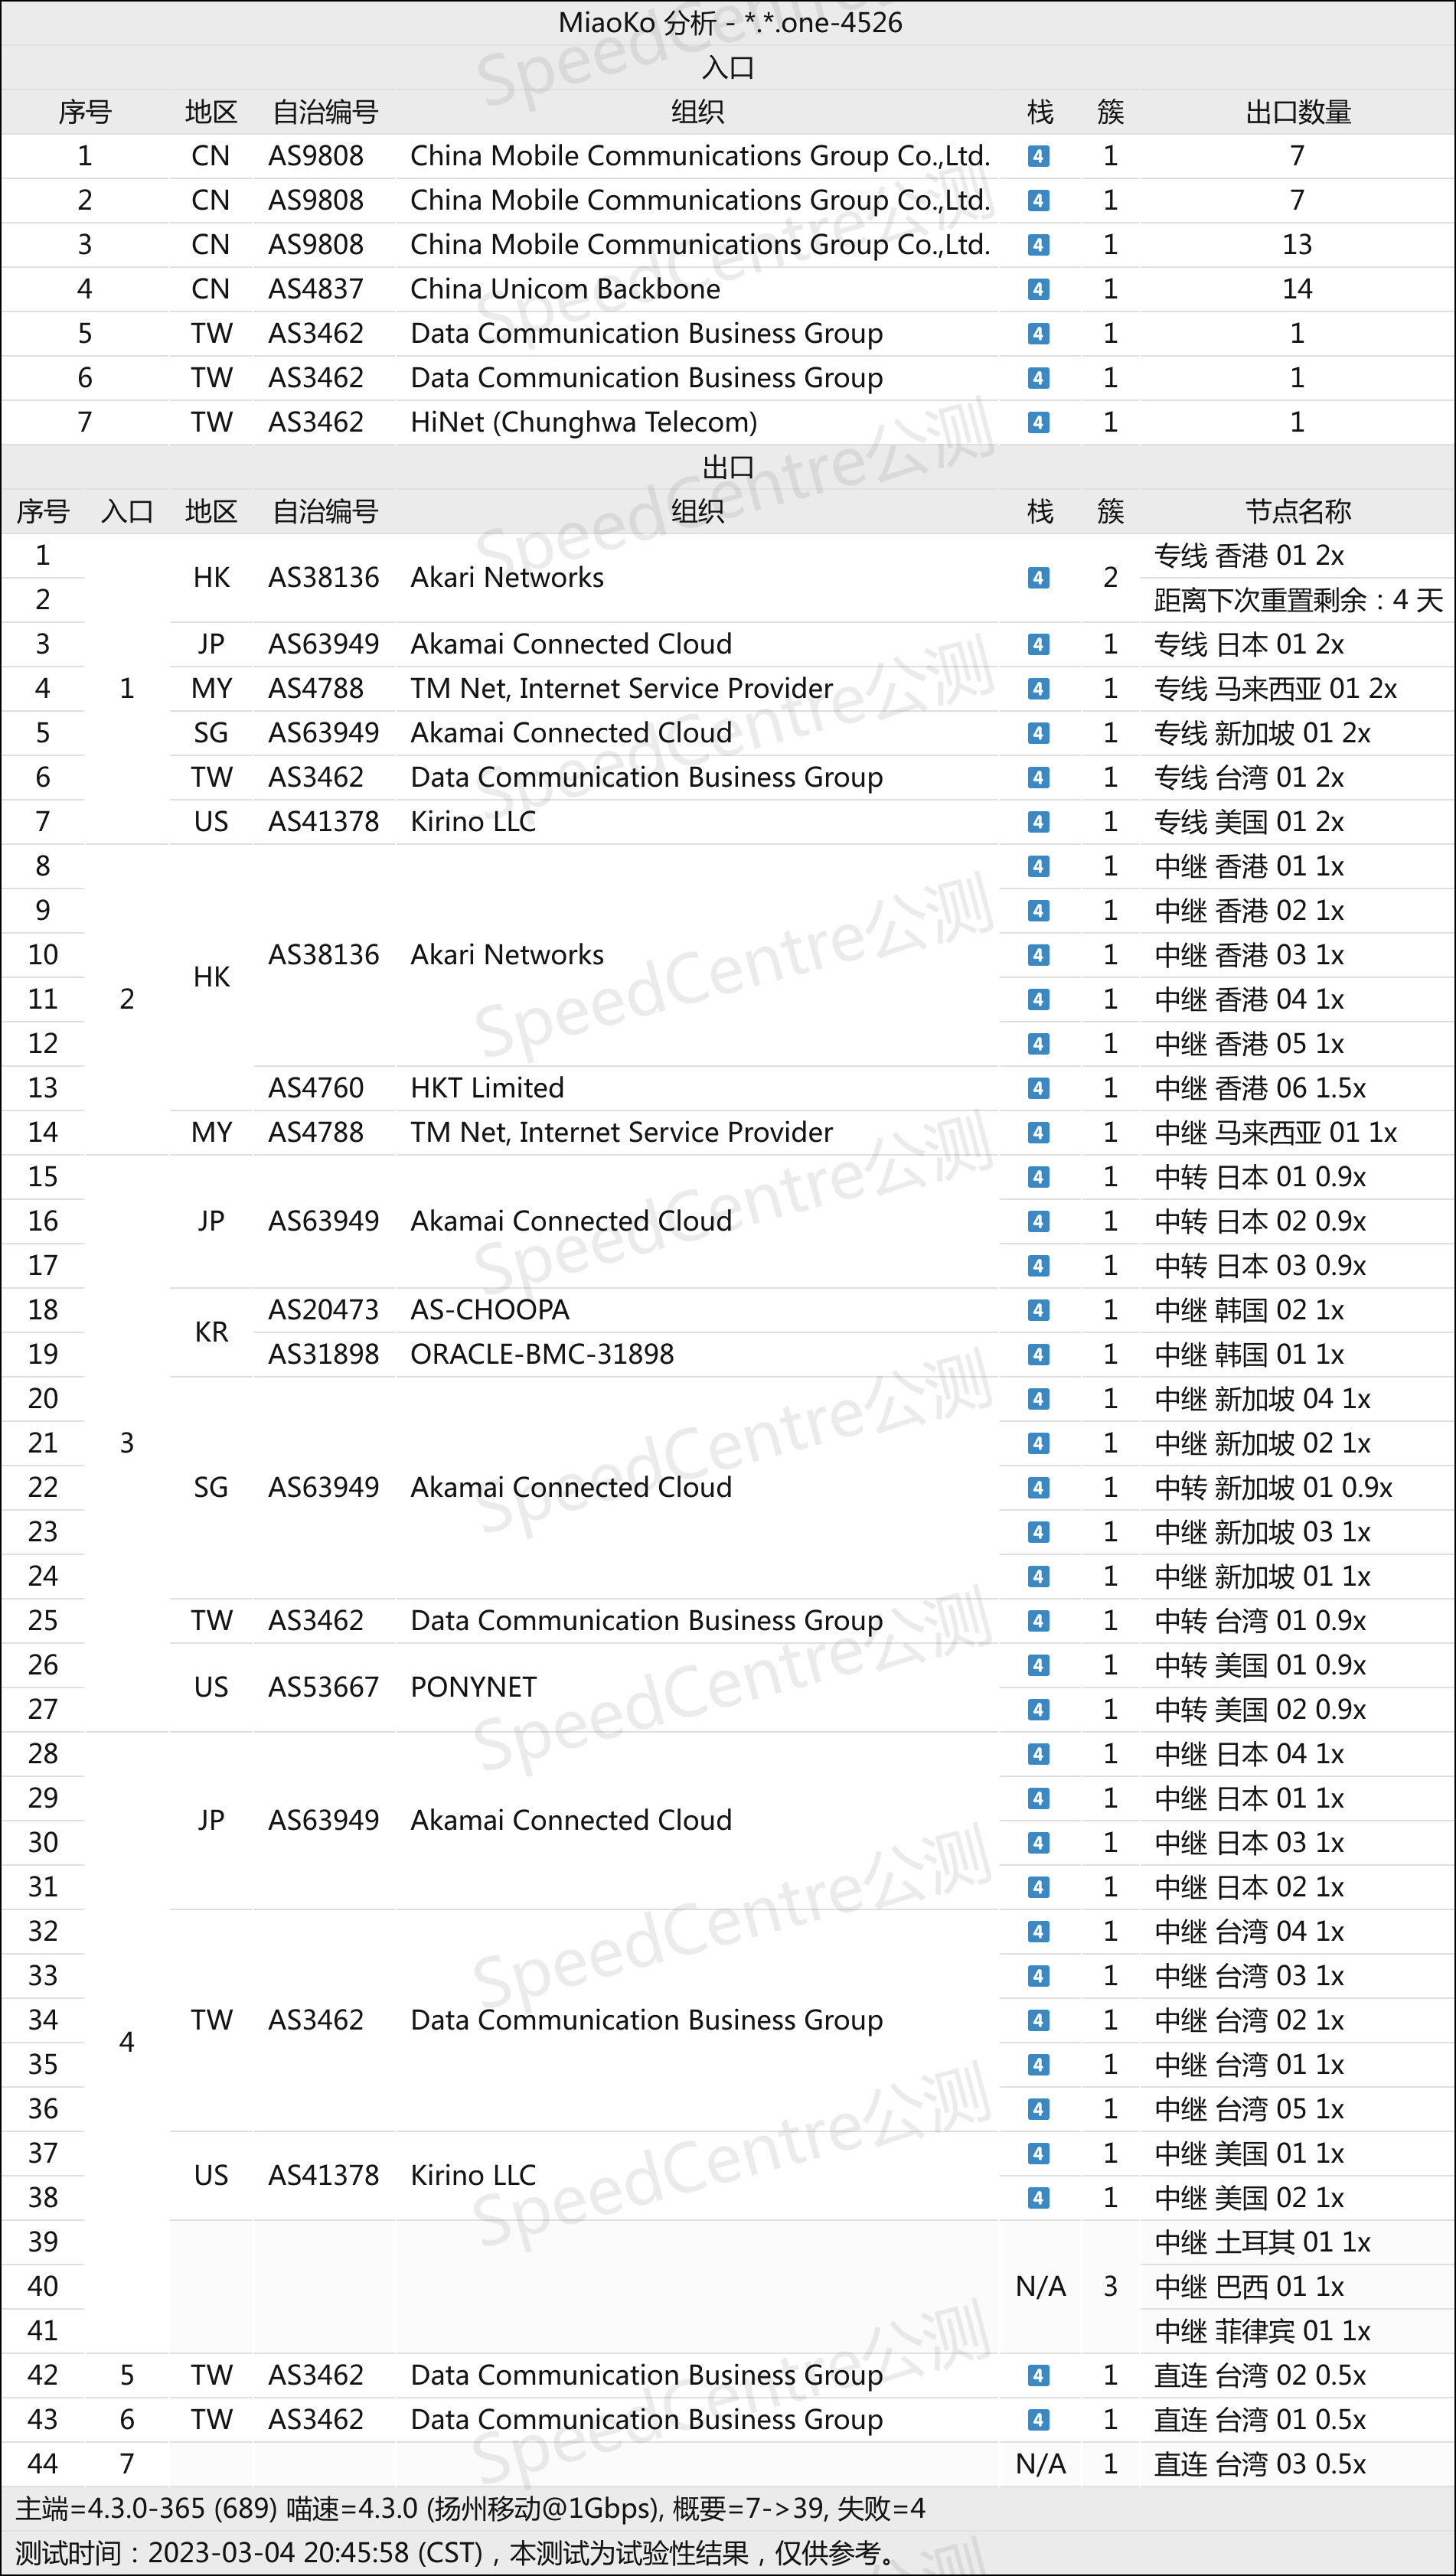 MiaoKo 分析 - *.*.one-4526
入口
序号 地区 自治编号 组织 栈 簇 出口数量
1 CN AS9808 China Mobile Communications Group Co.,Ltd. 4 1 7
2 CN AS9808 China Mobile Communications Group Co.,Ltd. 4 1 7
3 CN AS9808 China Mobile Communications Group Co.,Ltd. 4 1 13
4 CN AS4837 China Unicom Backbone 4 1 14
5 TW AS3462 Data Communication Business Group 4 1 1
6 TW AS3462 Data Communication Business Group 4 1 1
7 TW AS3462 HiNet (Chunghwa Telecom) 4 1 1
出口
序号 入口 地区 自治编号 组织 栈 簇 节点名称
1 HK AS38136 Akari Networks 4 2 专线 香港 01 2x
2 距离下次重置剩余：4 天
3 JP AS63949 Akamai Connected Cloud 4 1 专线 日本 01 2x
4 1 MY AS4788 TM Net, Internet Service Provider 4 1 专线 马来西亚 01 2x
5 SG AS63949 Akamai Connected Cloud 4 1 专线 新加坡 01 2x
6 TW AS3462 Data Communication Business Group 4 1 专线 台湾 01 2x
7 US AS41378 Kirino LLC 4 1 专线 美国 01 2x
8 4 1 中继 香港 01 1x
9 4 1 中继 香港 02 1x
10 HK AS38136 Akari Networks 4 1 中继 香港 03 1x
11 2 4 1 中继 香港 04 1x
12 4 1 中继 香港 05 1x
13 AS4760 HKT Limited 4 1 中继 香港 06 1.5x
14 MY AS4788 TM Net, Internet Service Provider 4 1 中继 马来西亚 01 1x
15 4 1 中转 日本 01 0.9x
16 JP AS63949 Akamai Connected Cloud 4 1 中转 日本 02 0.9x
17 4 1 中转 日本 03 0.9x
18 KR AS20473 AS-CHOOPA 4 1 中继 韩国 02 1x
19 AS31898 ORACLE-BMC-31898 4 1 中继 韩国 01 1x
20 4 1 中继 新加坡 04 1x
21 3 4 1 中继 新加坡 02 1x
22 SG AS63949 Akamai Connected Cloud 4 1 中转 新加坡 01 0.9x
23 4 1 中继 新加坡 03 1x
24 4 1 中继 新加坡 01 1x
25 TW AS3462 Data Communication Business Group 4 1 中转 台湾 01 0.9x
26 US AS53667 PONYNET 4 1 中转 美国 01 0.9x
27 4 1 中转 美国 02 0.9x
28 4 1 中继 日本 04 1x
29 JP AS63949 Akamai Connected Cloud 4 1 中继 日本 01 1x
30 4 1 中继 日本 03 1x
31 4 1 中继 日本 02 1x
32 4 1 中继 台湾 04 1x
33 4 1 中继 台湾 03 1x
34 4 TW AS3462 Data Communication Business Group 4 1 中继 台湾 02 1x
35 4 1 中继 台湾 01 1x
36 4 1 中继 台湾 05 1x
37 US AS41378 Kirino LLC 4 1 中继 美国 01 1x
38 4 1 中继 美国 02 1x
39 中继 土耳其 01 1x
40 N/A 3 中继 巴西 01 1x
41 中继 菲律宾 01 1x
42 5 TW AS3462 Data Communication Business Group 4 1 直连 台湾 02 0.5x
43 6 TW AS3462 Data Communication Business Group 4 1 直连 台湾 01 0.5x
44 7 N/A 1 直连 台湾 03 0.5x
主端=4.3.0-365 (689) 喵速=4.3.0 (扬州移动@1Gbps), 概要=7->39, 失败=4
测试时间：2023-03-04 20:45:58 (CST)，本测试为试验性结果，仅供参考。
SpeedCentre公测